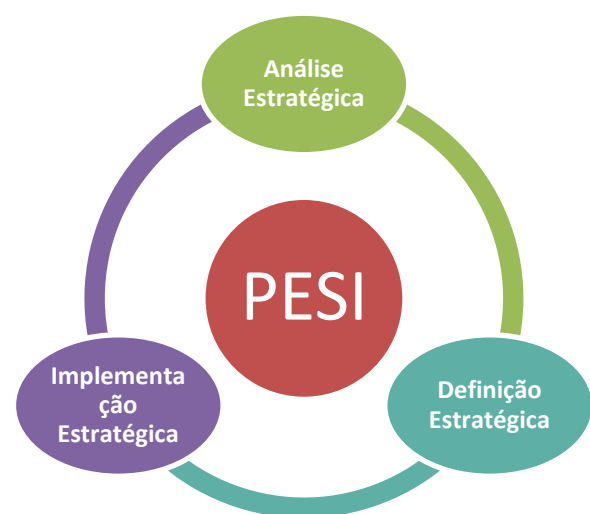 Análise
Estratégica
PESI
Implementa
ção
Estratégica
Definição
Estratégica